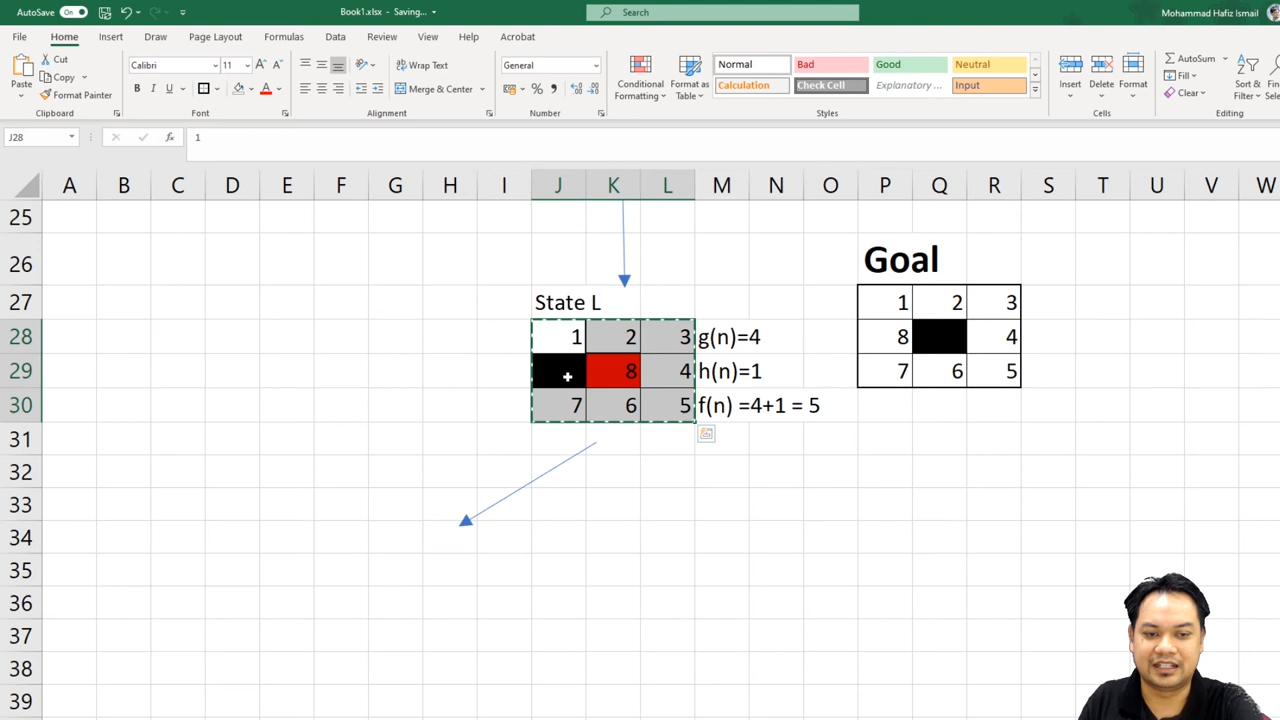 AutoSave On Book1.xlsx - Saving... Search Mohammad Hafiz Ismail
File Home Insert Draw Page Layout Formulas Data Review View Help Acrobat
Paste Cut Copy Format Painter Clipboard
Calibri 11 A A B I U A Font
Wrap Text Merge & Center Alignment
General % Number
Conditional Formatting Format as Table Normal Bad Good Neutral Calculation Check Cell Explanatory ... Input Styles
Insert Delete Format Cells
AutoSum Fill Clear Sort & Filter Editing
J28 fx 1
A B C D E F G H I J K L M N O P Q R S T U V W
25
26 Goal
27 State L 1 2 3
28 1 2 3 g(n)=4 8 4
29 8 4 h(n)=1 7 6 5
30 7 6 5 f(n) =4+1 = 5
31
32
33
34
35
36
37
38
39